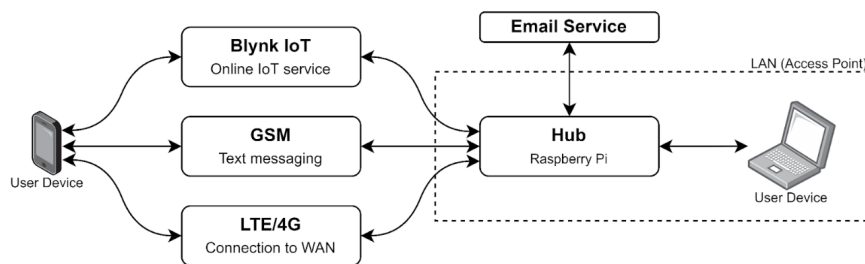 Blynk IoT
Online IoT service
Email Service
LAN (Access Point)
User Device
GSM
Text messaging
Hub
Raspberry Pi
User Device
LTE/4G
Connection to WAN